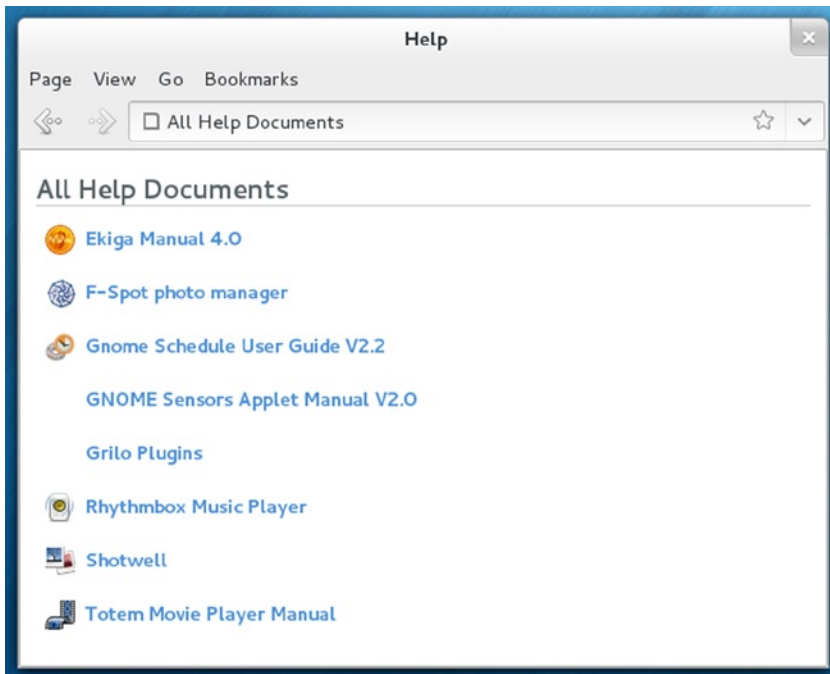 Help
Page View Go Bookmarks
All Help Documents
All Help Documents
Ekiga Manual 4.0
F-Spot photo manager
Gnome Schedule User Guide V2.2
GNOME Sensors Applet Manual V2.0
Grilo Plugins
Rhythmbox Music Player
Shotwell
Totem Movie Player Manual